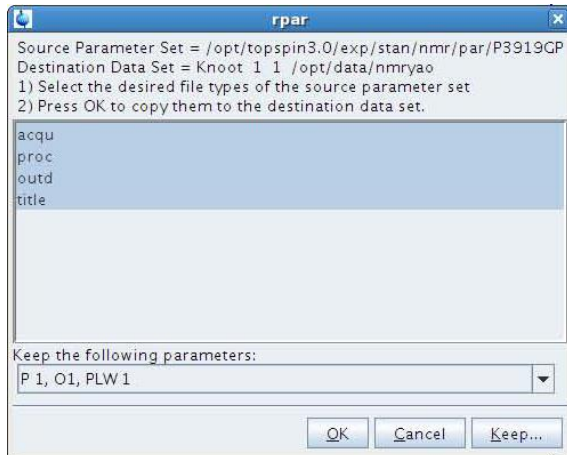 rpar
Source Parameter Set = /opt/topspin3.0/exp/stan/nmr/par/P3919GP
Destination Data Set = Knoot 1 1 /opt/data/nmryao
1) Select the desired file types of the source parameter set
2) Press OK to copy them to the destination data set.
acqu
proc
outd
title
Keep the following parameters:
P 1, O1, PLW 1
OK Cancel Keep...